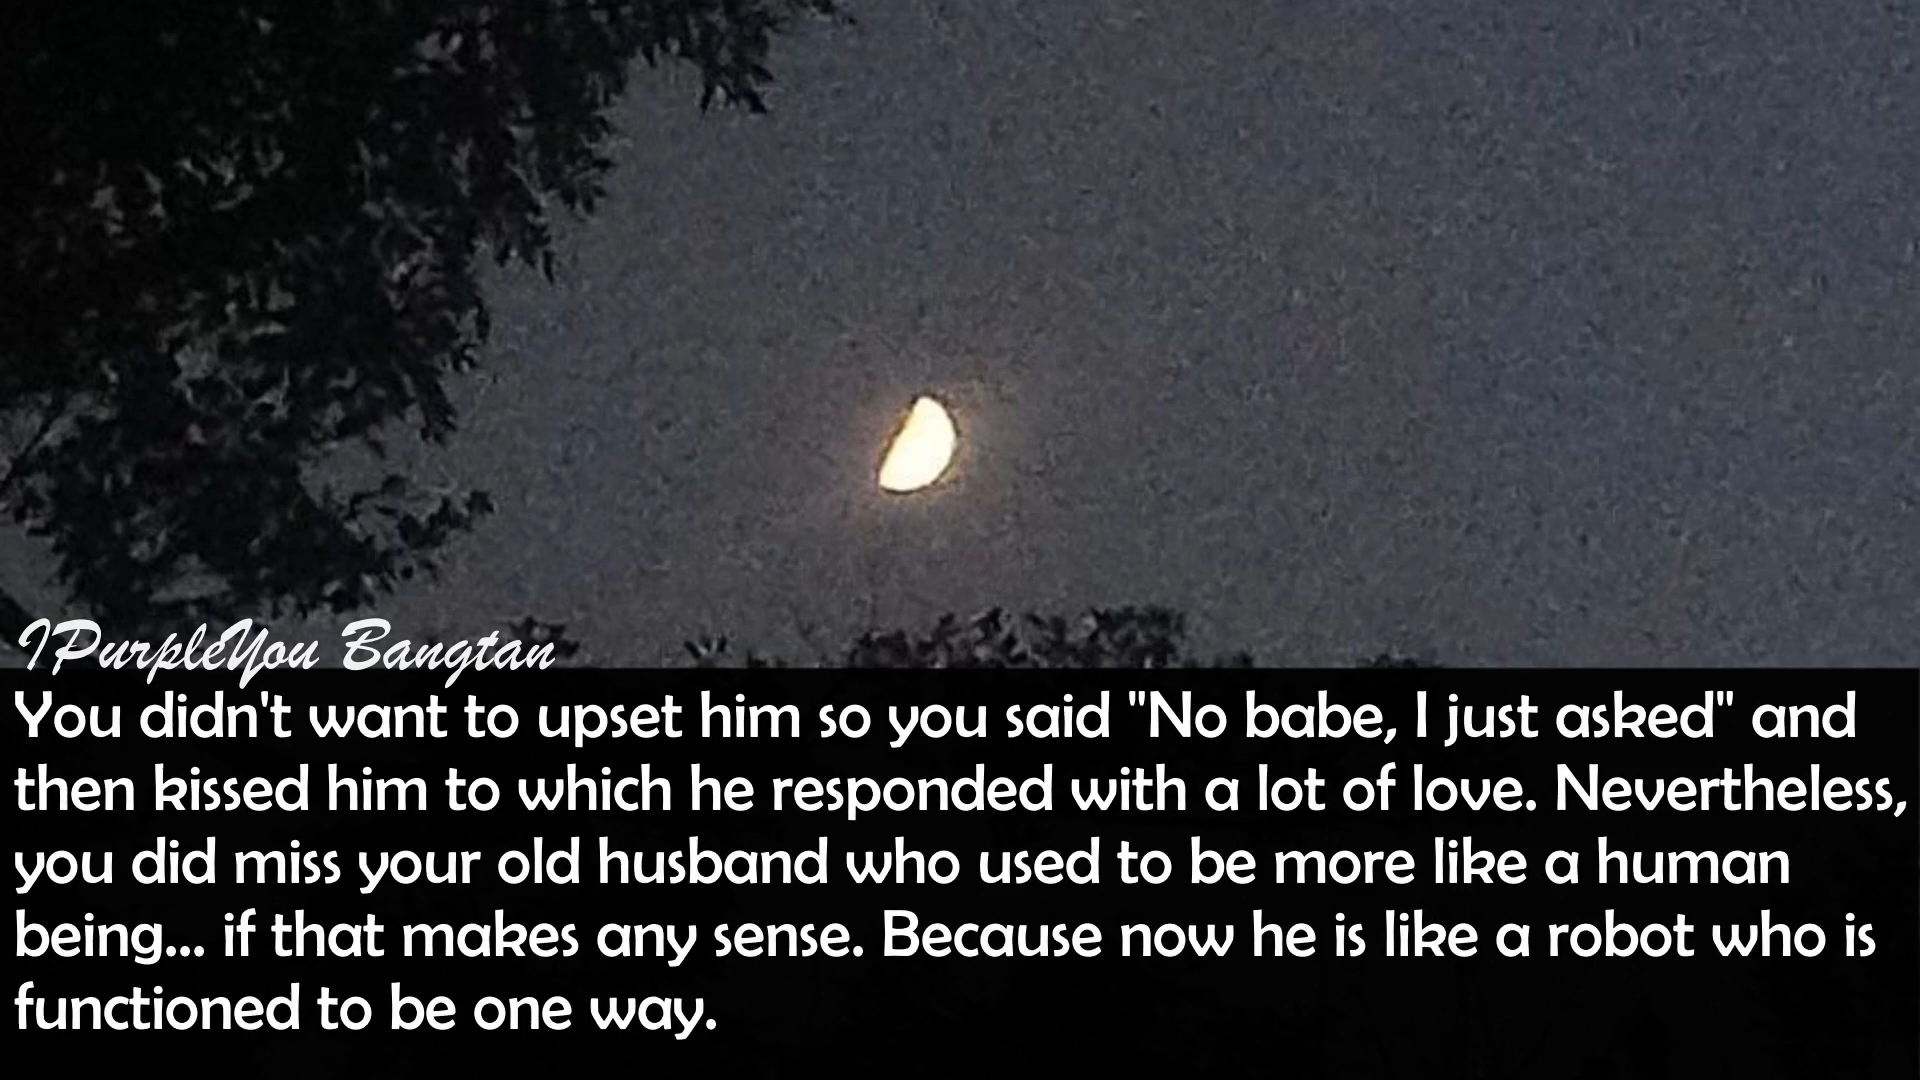 IPurpleYou Bangtan
You didn't want to upset him so you said "No babe, I just asked" and
then kissed him to which he responded with a lot of love. Nevertheless,
you did miss your old husband who used to be more like a human
being... if that makes any sense. Because now he is like a robot who is
functioned to be one way.